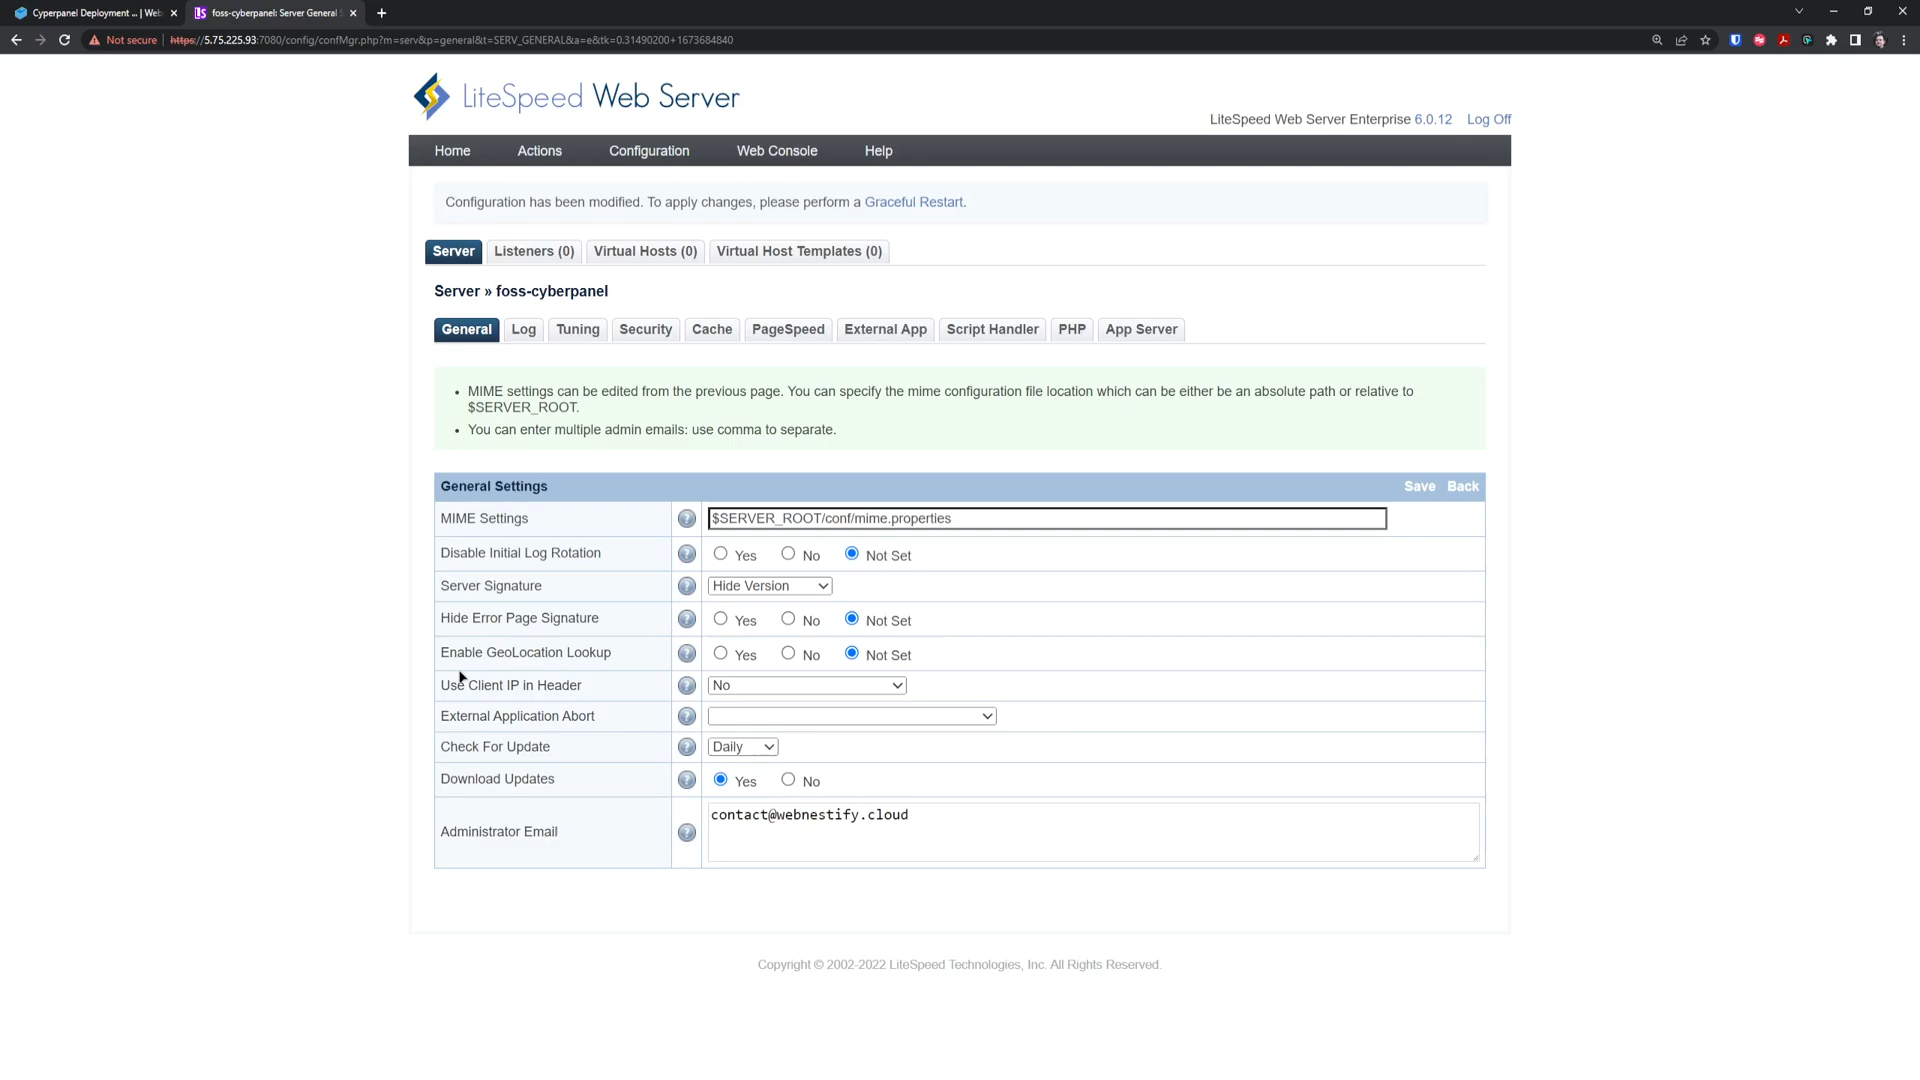 Cyperpanel Deployment ... | Web
foss-cyberpanel: Server General S
Not secure
https://5.75.225.93:7080/config/confMgr.php?m=serv&p=general&t=SERV_GENERAL&a=e&tk=0.31490200+1673684840
LiteSpeed Web Server
LiteSpeed Web Server Enterprise 6.0.12 Log Off
Home Actions Configuration Web Console Help
Configuration has been modified. To apply changes, please perform a Graceful Restart.
Server Listeners (0) Virtual Hosts (0) Virtual Host Templates (0)
Server » foss-cyberpanel
General Log Tuning Security Cache PageSpeed External App Script Handler PHP App Server
• MIME settings can be edited from the previous page. You can specify the mime configuration file location which can be either be an absolute path or relative to
$SERVER_ROOT.
• You can enter multiple admin emails: use comma to separate.
General Settings Save Back
MIME Settings $SERVER_ROOT/conf/mime.properties
Disable Initial Log Rotation Yes No Not Set
Server Signature Hide Version
Hide Error Page Signature Yes No Not Set
Enable GeoLocation Lookup Yes No Not Set
Use Client IP in Header No
External Application Abort
Check For Update Daily
Download Updates Yes No
Administrator Email contact@webnestify.cloud
Copyright © 2002-2022 LiteSpeed Technologies, Inc. All Rights Reserved.